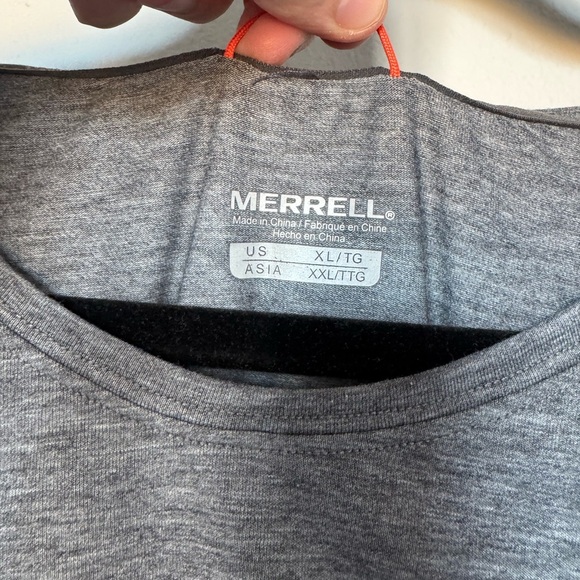 MERRELL®
Made in China / Fabriqué en Chine
Hecho en China
US XL/TG
ASIA XXL/TTG